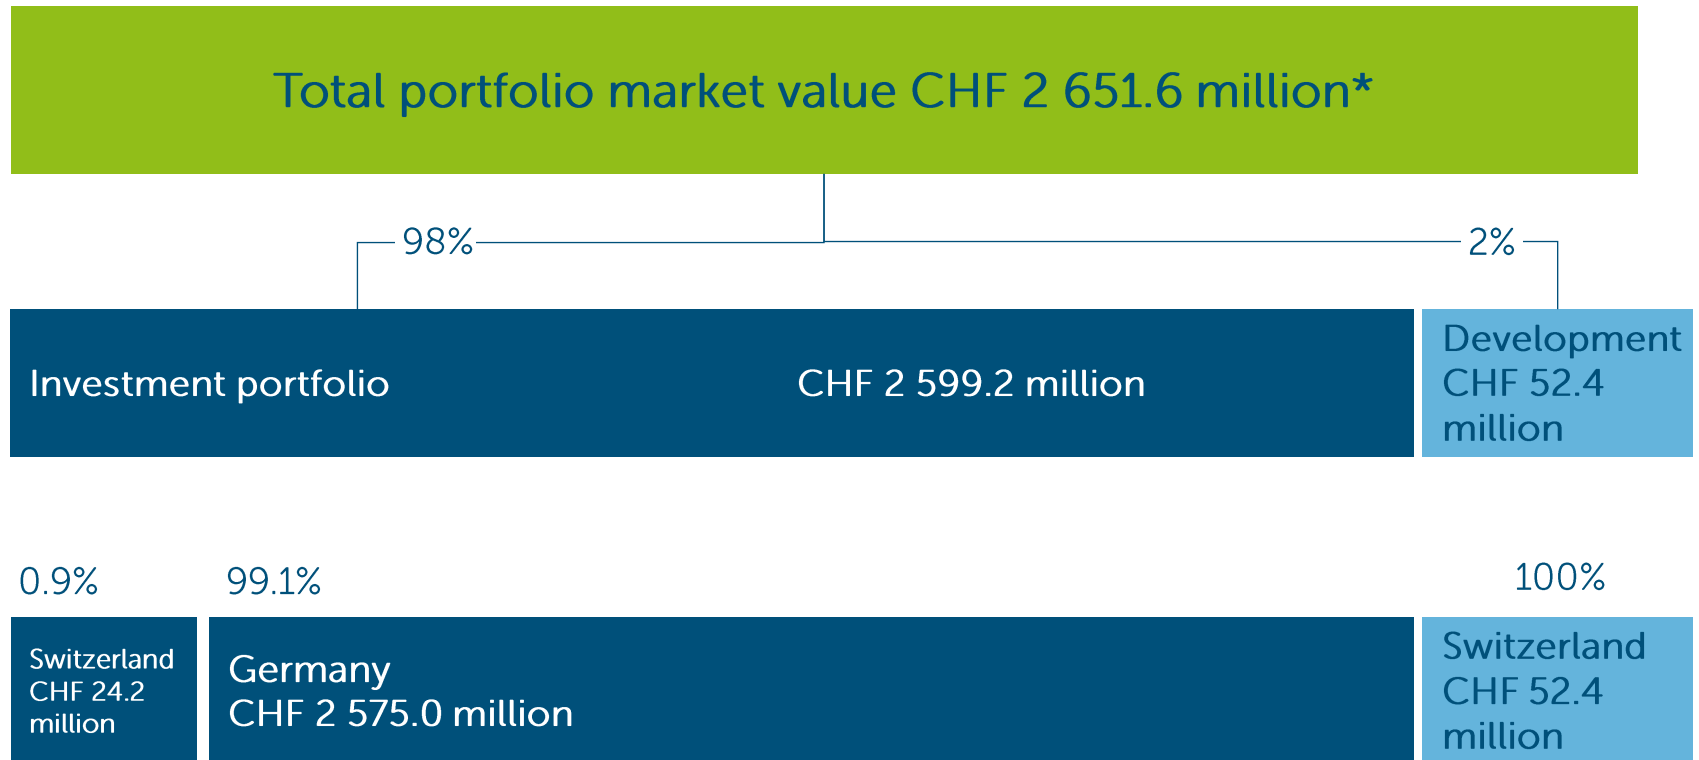 Total portfolio market value CHF 2 651.6 million*
98%
2%
Investment portfolio
CHF 2 599.2 million
Development
CHF 52.4
million
0.9%
99.1%
100%
Switzerland
CHF 24.2
million
Germany
CHF 2 575.0 million
Switzerland
CHF 52.4
million